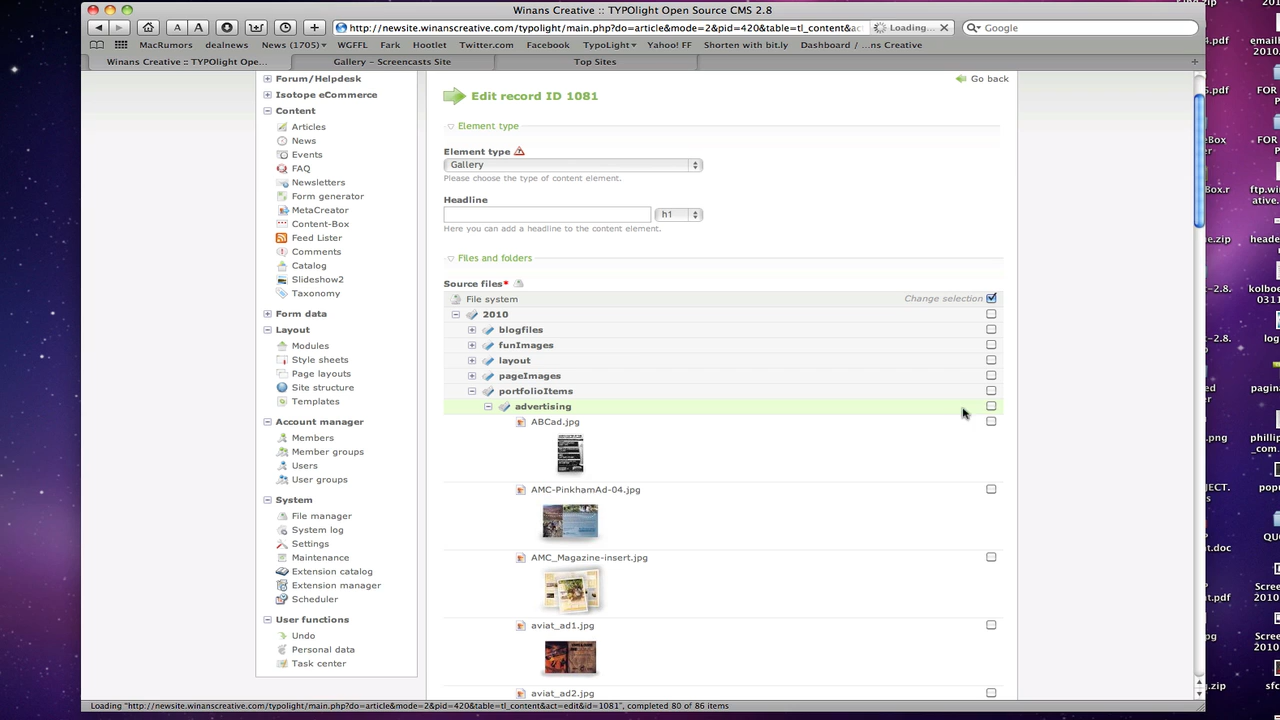 Winans Creative :: TYPOlight Open Source CMS 2.8
A A
http://newsite.winanscreative.com/typolight/main.php?do=article&mode=2&pid=420&table=tl_content&ac
Loading...
Google
MacRumors dealnews News (1705) WGFFL Fark Hootlet Twitter.com Facebook TypoLight Yahoo! FF Shorten with bit.ly Dashboard / ...ns Creative
Winans Creative :: TYPOlight Ope...
Gallery – Screencasts Site
Top Sites
Forum/Helpdesk
Isotope eCommerce
Content
Articles
News
Events
FAQ
Newsletters
Form generator
MetaCreator
Content-Box
Feed Lister
Comments
Catalog
Slideshow2
Taxonomy
Form data
Layout
Modules
Style sheets
Page layouts
Site structure
Templates
Account manager
Members
Member groups
Users
User groups
System
File manager
System log
Settings
Maintenance
Extension catalog
Extension manager
Scheduler
User functions
Undo
Personal data
Task center
Go back
Edit record ID 1081
Element type
Element type
Gallery
Please choose the type of content element.
Headline
h1
Here you can add a headline to the content element.
Files and folders
Source files*
File system
Change selection
2010
blogfiles
funImages
layout
pageImages
portfolioItems
advertising
ABCad.jpg
AMC-PinkhamAd-04.jpg
AMC_Magazine-insert.jpg
aviat_ad1.jpg
aviat_ad2.jpg
Loading "http://newsite.winanscreative.com/typolight/main.php?do=article&mode=2&pid=420&table=tl_content&act=edit&id=1081", completed 80 of 86 items